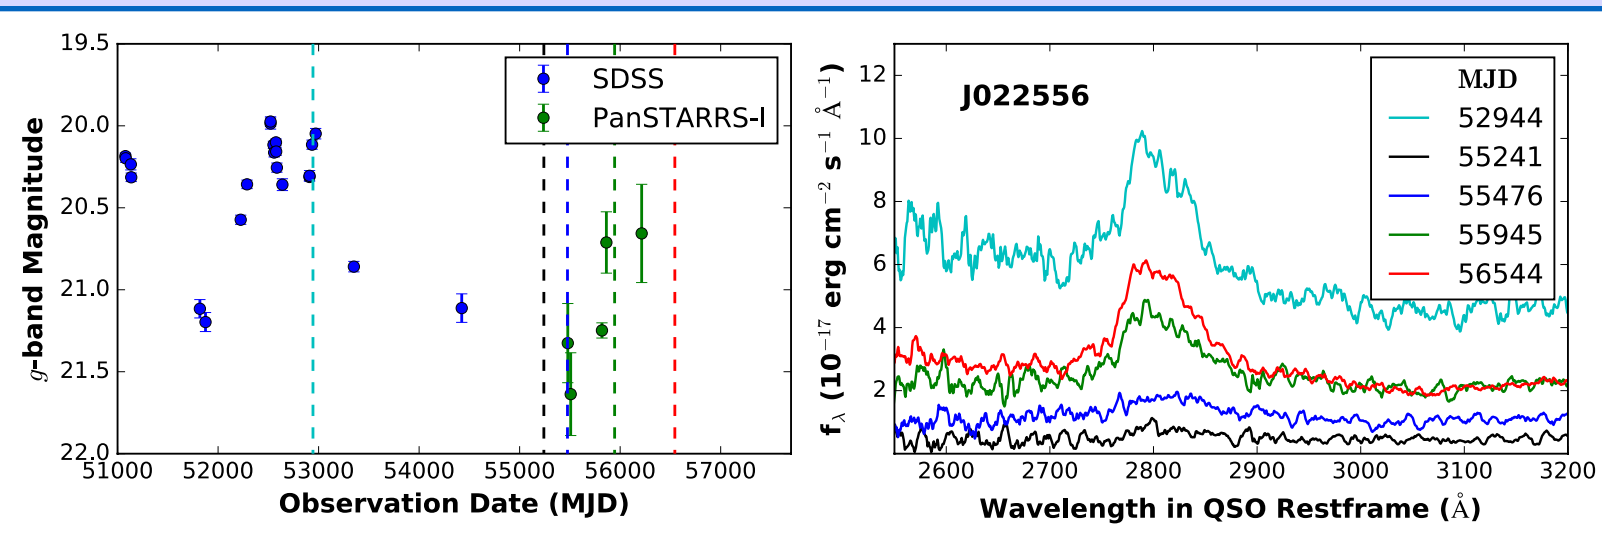 19.5
20.0
20.5
21.0
21.5
22.0
g-band Magnitude
51000 52000 53000 54000 55000 56000 57000
Observation Date (MJD)
SDSS
PanSTARRS-I
12
10
8
6
4
2
f_λ (10⁻¹⁷ erg cm⁻² s⁻¹ Å⁻¹)
J022556
MJD
52944
55241
55476
55945
56544
2600 2700 2800 2900 3000 3100 3200
Wavelength in QSO Restframe (Å)